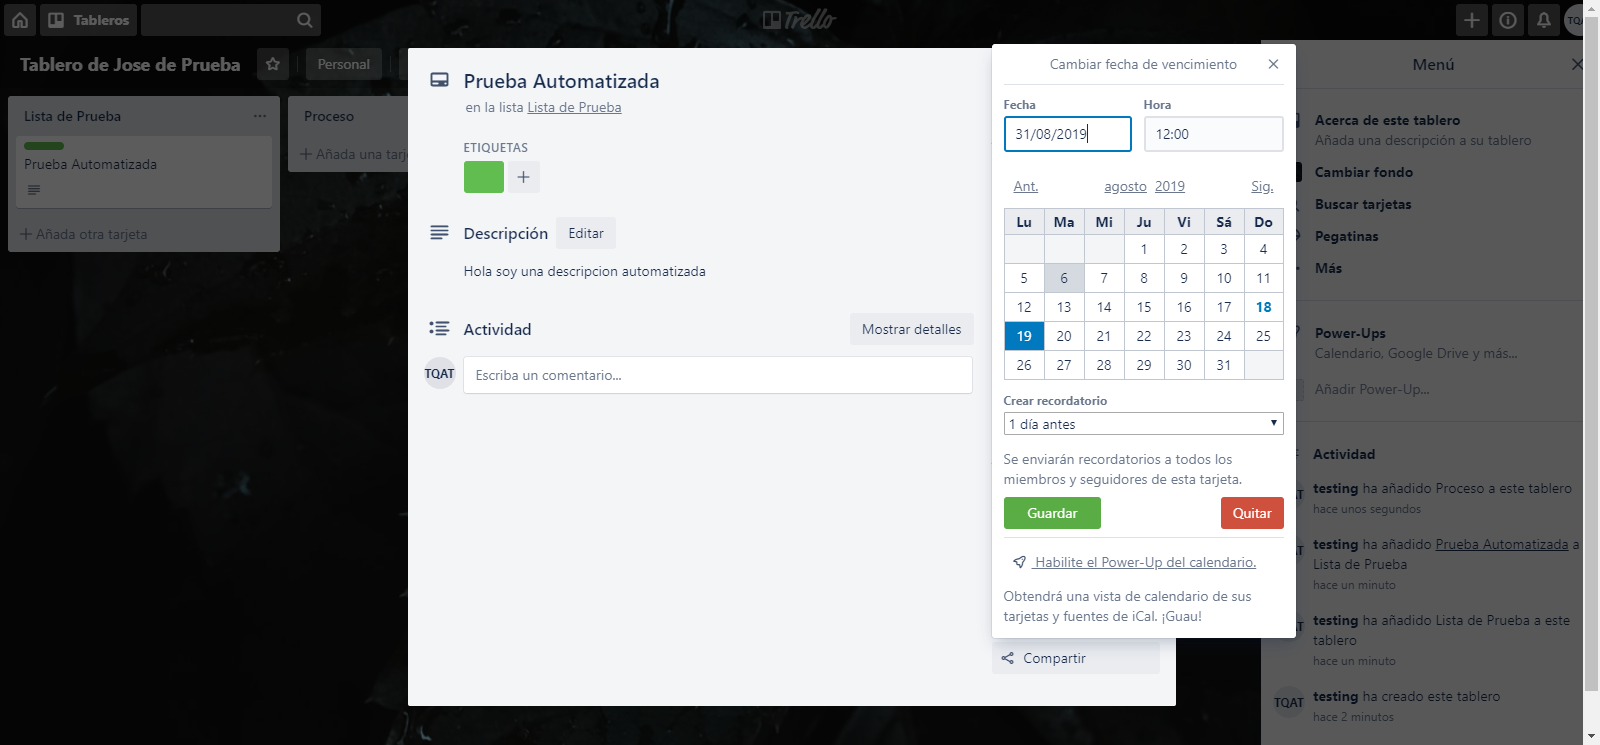 Tableros
Trello
TQAT
Tablero de Jose de Prueba
Personal
Lista de Prueba
Prueba Automatizada
Añada otra tarjeta
Proceso
Añada una tarje
Prueba Automatizada
en la lista Lista de Prueba
ETIQUETAS
Descripción Editar
Hola soy una descripcion automatizada
Actividad Mostrar detalles
TQAT Escriba un comentario...
Compartir
Cambiar fecha de vencimiento
Fecha Hora
31/08/2019 12:00
Ant. agosto 2019 Sig.
Lu Ma Mi Ju Vi Sá Do
1 2 3 4
5 6 7 8 9 10 11
12 13 14 15 16 17 18
19 20 21 22 23 24 25
26 27 28 29 30 31
Crear recordatorio
1 día antes
Se enviarán recordatorios a todos los
miembros y seguidores de esta tarjeta.
Guardar Quitar
Habilite el Power-Up del calendario.
Obtendrá una vista de calendario de sus
tarjetas y fuentes de iCal. ¡Guau!
Menú
Acerca de este tablero
Añada una descripción a su tablero
Cambiar fondo
Buscar tarjetas
Pegatinas
Más
Power-Ups
Calendario, Google Drive y más...
Añadir Power-Up...
Actividad
testing ha añadido Proceso a este tablero
hace unos segundos
testing ha añadido Prueba Automatizada a
Lista de Prueba
hace un minuto
testing ha añadido Lista de Prueba a este
tablero
hace un minuto
TQAT testing ha creado este tablero
hace 2 minutos